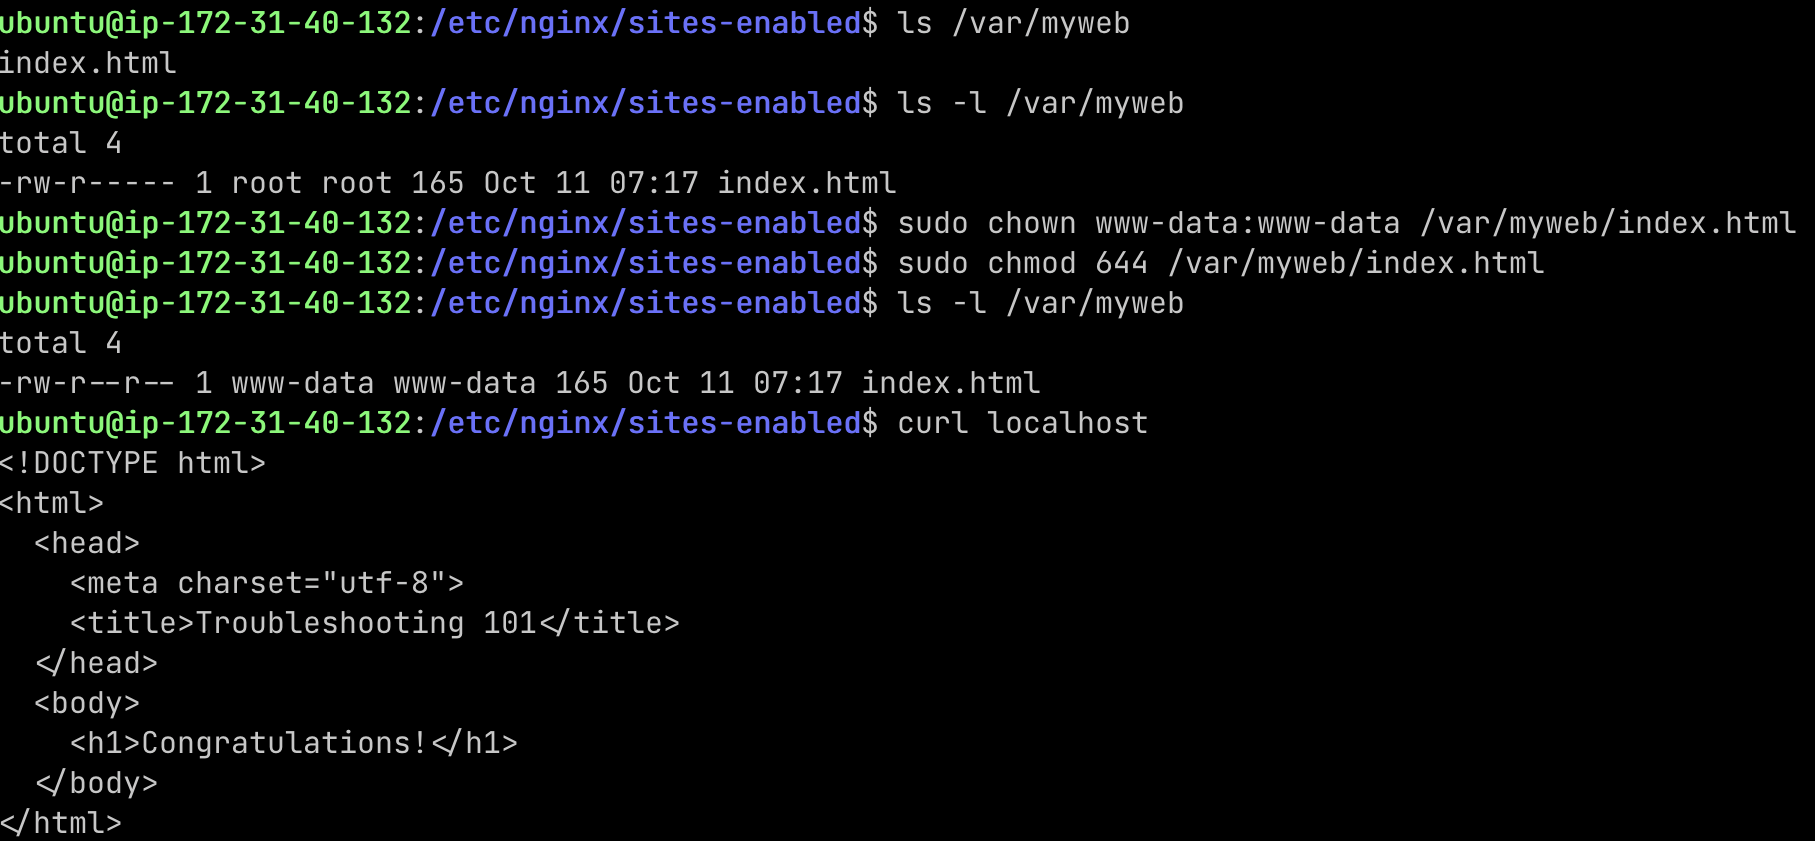 ubuntu@ip-172-31-40-132:/etc/nginx/sites-enabled$ ls /var/myweb
index.html
ubuntu@ip-172-31-40-132:/etc/nginx/sites-enabled$ ls -l /var/myweb
total 4
-rw-r----- 1 root root 165 Oct 11 07:17 index.html
ubuntu@ip-172-31-40-132:/etc/nginx/sites-enabled$ sudo chown www-data:www-data /var/myweb/index.html
ubuntu@ip-172-31-40-132:/etc/nginx/sites-enabled$ sudo chmod 644 /var/myweb/index.html
ubuntu@ip-172-31-40-132:/etc/nginx/sites-enabled$ ls -l /var/myweb
total 4
-rw-r--r-- 1 www-data www-data 165 Oct 11 07:17 index.html
ubuntu@ip-172-31-40-132:/etc/nginx/sites-enabled$ curl localhost
<!DOCTYPE html>
<html>
  <head>
    <meta charset="utf-8">
    <title>Troubleshooting 101</title>
  </head>
  <body>
    <h1>Congratulations!</h1>
  </body>
</html>